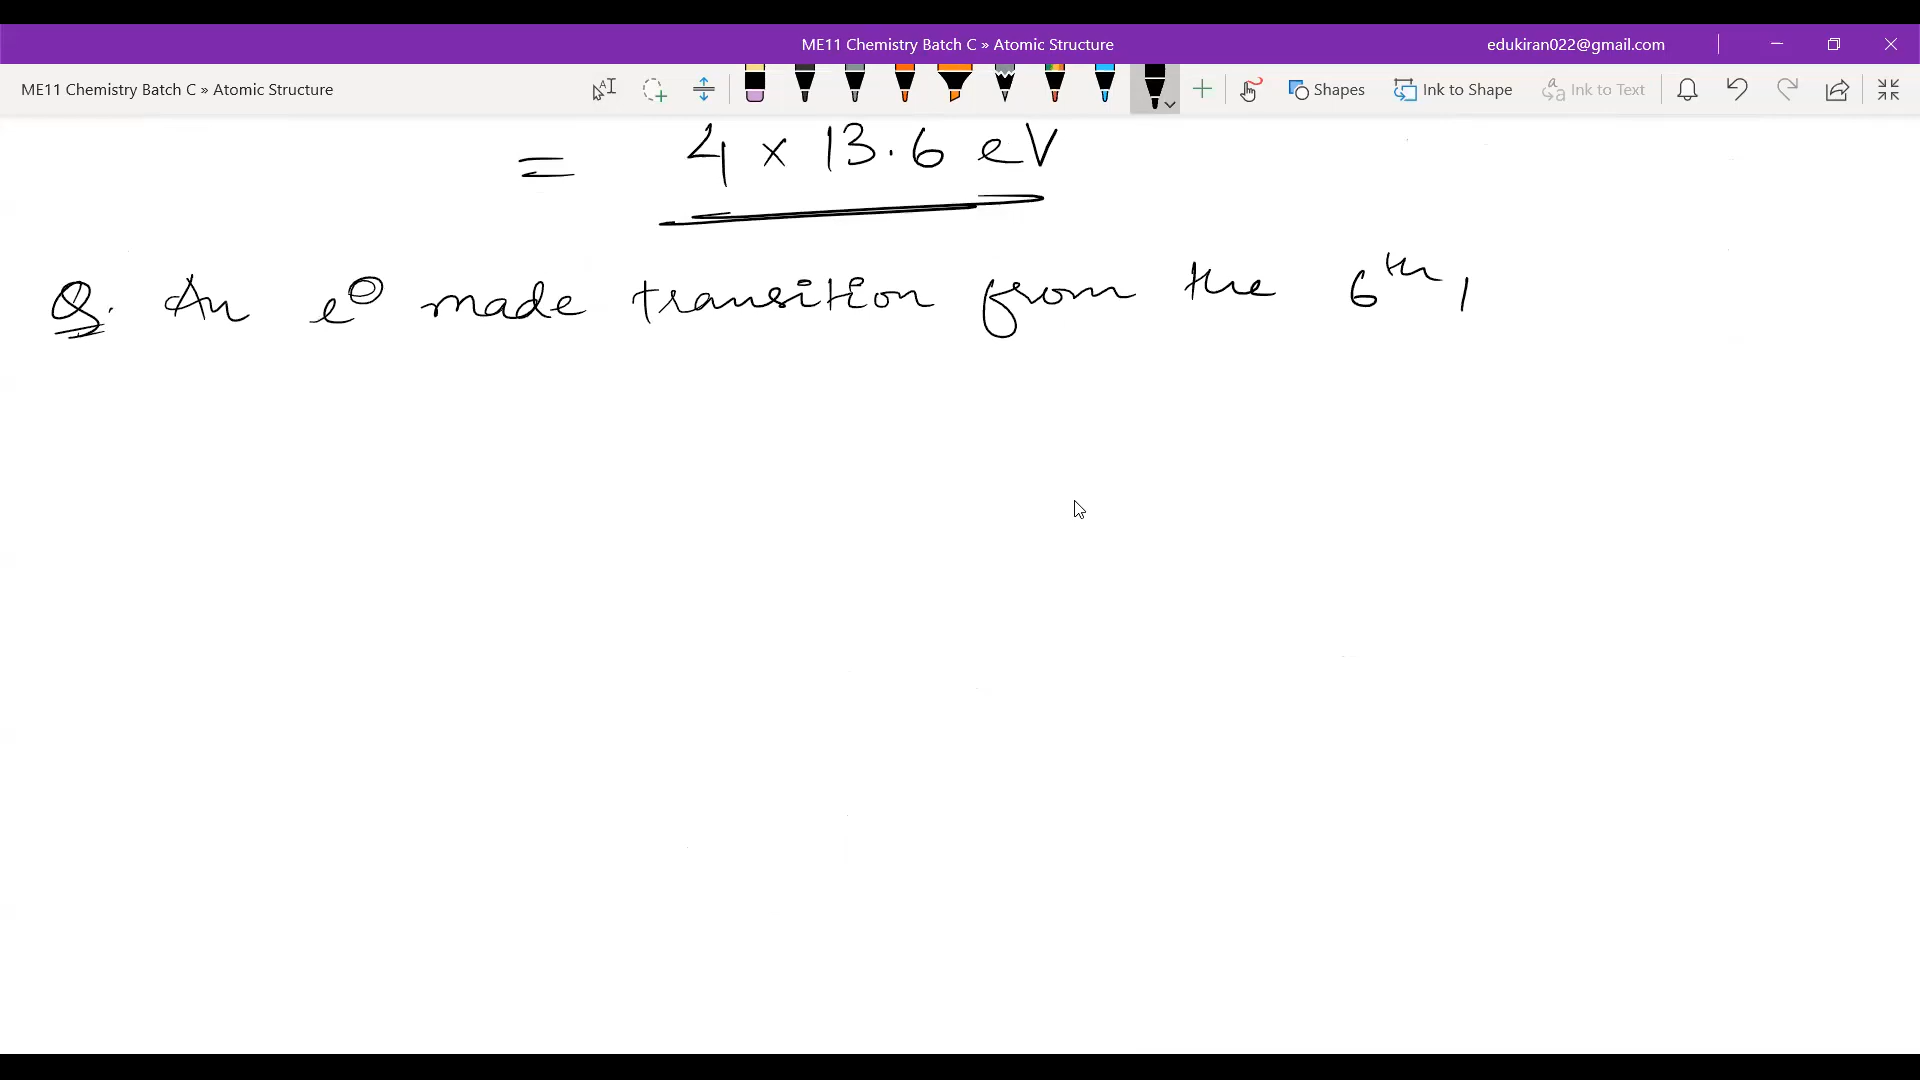 ME11 Chemistry Batch C » Atomic Structure
edukiran022@gmail.com
ME11 Chemistry Batch C » Atomic Structure
Shapes
Ink to Shape
Ink to Text
= 4 x 13.6 eV
Q. An e⊖ made transition from the 6th